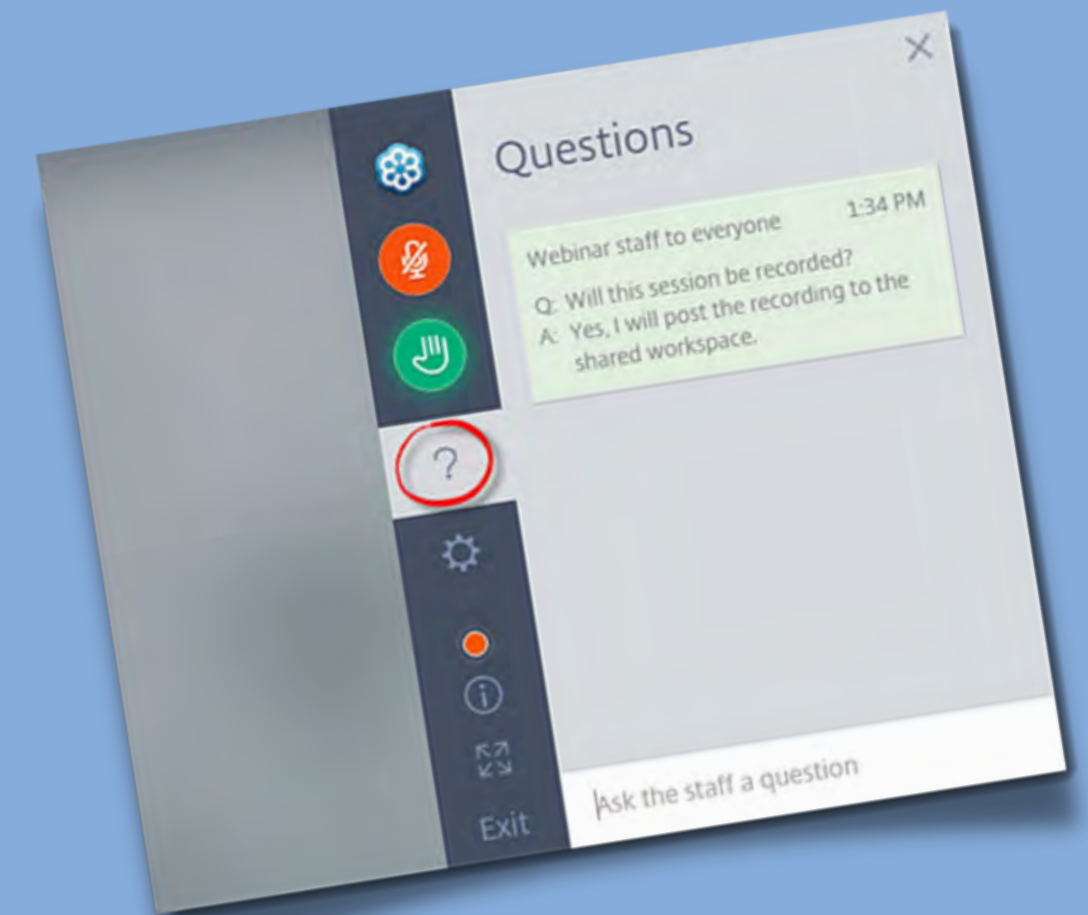 Questions
Webinar staff to everyone 1:34 PM
Q: Will this session be recorded?
A: Yes, I will post the recording to the
shared workspace.
?
Ask the staff a question
Exit